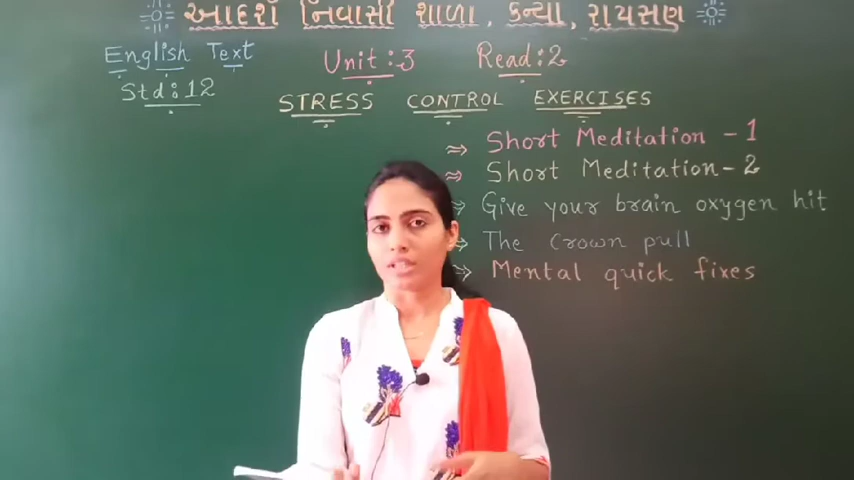 આદર્શ નિવાસી શાળા, કન્યા, રાયસણ
English Text Unit:3 Read:2
Std:12
STRESS CONTROL EXERCISES
⇒ Short Meditation - 1
⇒ Short Meditation - 2
⇒ Give your brain oxygen hit
⇒ The crown pull
⇒ Mental quick fixes